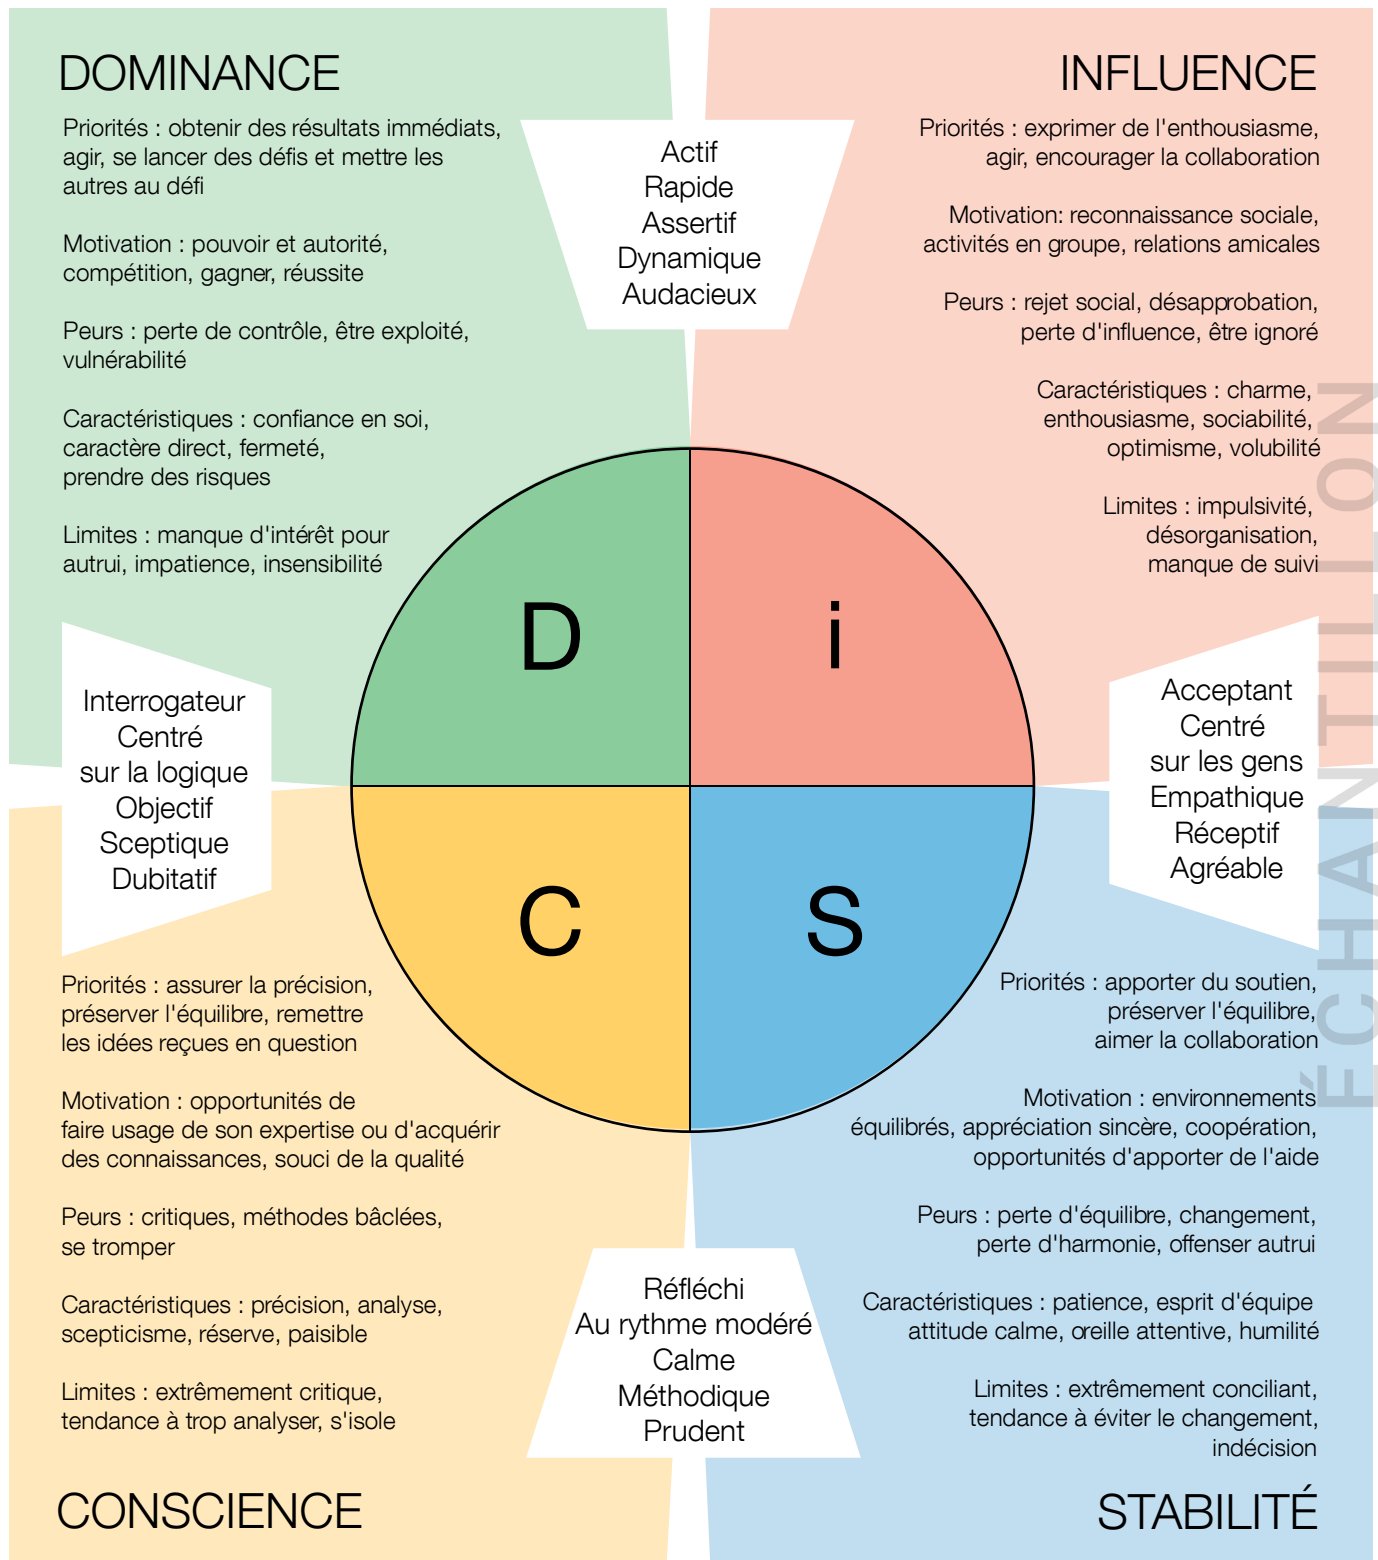 DOMINANCE
Priorités : obtenir des résultats immédiats,
agir, se lancer des défis et mettre les
autres au défi
Motivation : pouvoir et autorité,
compétition, gagner, réussite
Peurs : perte de contrôle, être exploité,
vulnérabilité
Caractéristiques : confiance en soi,
caractère direct, fermeté,
prendre des risques
Limites : manque d'intérêt pour
autrui, impatience, insensibilité
Actif
Rapide
Assertif
Dynamique
Audacieux
INFLUENCE
Priorités : exprimer de l'enthousiasme,
agir, encourager la collaboration
Motivation: reconnaissance sociale,
activités en groupe, relations amicales
Peurs : rejet social, désapprobation,
perte d'influence, être ignoré
Caractéristiques : charme,
enthousiasme, sociabilité,
optimisme, volubilité
Limites : impulsivité,
désorganisation,
manque de suivi
D
i
C
S
Interrogateur
Centré
sur la logique
Objectif
Sceptique
Dubitatif
Acceptant
Centré
sur les gens
Empathique
Réceptif
Agréable
ÉCHANTILLON
Priorités : assurer la précision,
préserver l'équilibre, remettre
les idées reçues en question
Motivation : opportunités de
faire usage de son expertise ou d'acquérir
des connaissances, souci de la qualité
Peurs : critiques, méthodes bâclées,
se tromper
Caractéristiques : précision, analyse,
scepticisme, réserve, paisible
Limites : extrêmement critique,
tendance à trop analyser, s'isole
CONSCIENCE
Réfléchi
Au rythme modéré
Calme
Méthodique
Prudent
Priorités : apporter du soutien,
préserver l'équilibre,
aimer la collaboration
Motivation : environnements
équilibrés, appréciation sincère, coopération,
opportunités d'apporter de l'aide
Peurs : perte d'équilibre, changement,
perte d'harmonie, offenser autrui
Caractéristiques : patience, esprit d'équipe
attitude calme, oreille attentive, humilité
Limites : extrêmement conciliant,
tendance à éviter le changement,
indécision
STABILITÉ